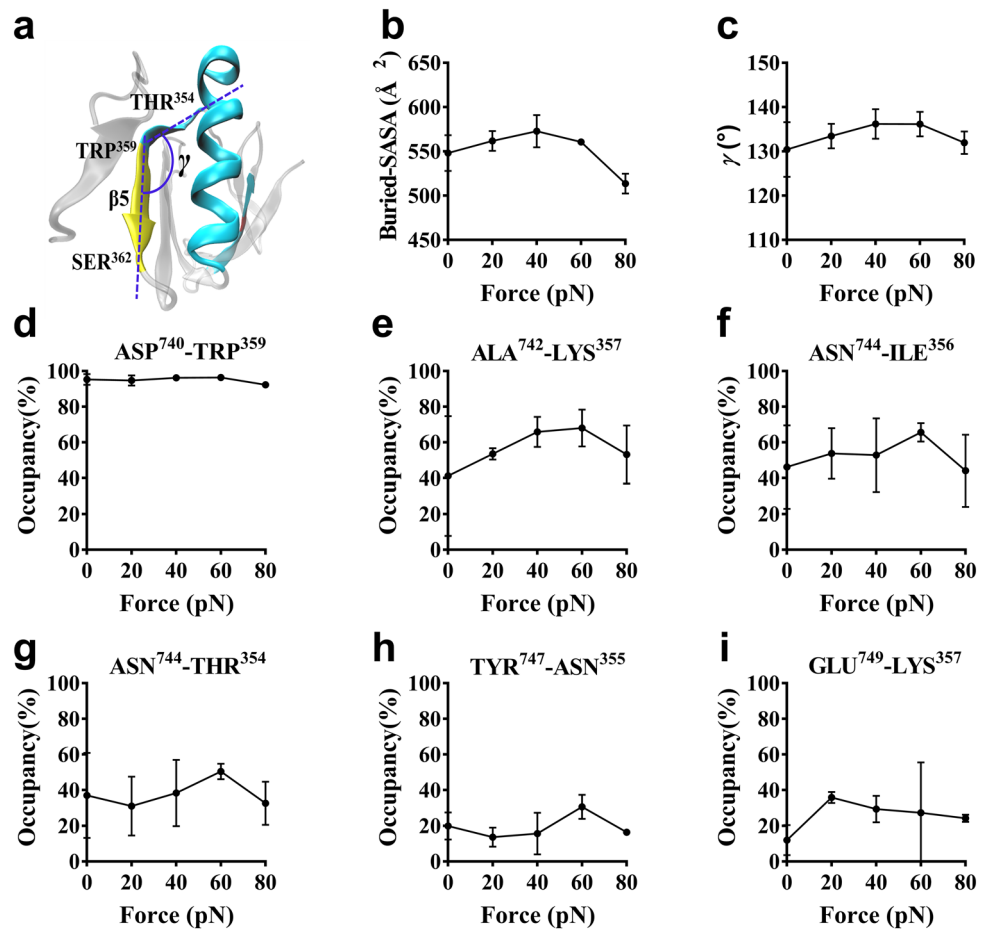 a
THR³⁵⁴
TRP³⁵⁹
γ
β5
SER³⁶²
b
Buried-SASA (Å ²)
650
600
550
500
450
0 20 40 60 80
Force (pN)
c
γ (°)
150
140
130
120
110
0 20 40 60 80
Force (pN)
d
ASP⁷⁴⁰-TRP³⁵⁹
Occupancy(%)
100
80
60
40
20
0
0 20 40 60 80
Force (pN)
e
ALA⁷⁴²-LYS³⁵⁷
Occupancy(%)
100
80
60
40
20
0
0 20 40 60 80
Force (pN)
f
ASN⁷⁴⁴-ILE³⁵⁶
Occupancy(%)
100
80
60
40
20
0
0 20 40 60 80
Force (pN)
g
ASN⁷⁴⁴-THR³⁵⁴
Occupancy(%)
100
80
60
40
20
0
0 20 40 60 80
Force (pN)
h
TYR⁷⁴⁷-ASN³⁵⁵
Occupancy(%)
100
80
60
40
20
0
0 20 40 60 80
Force (pN)
i
GLU⁷⁴⁹-LYS³⁵⁷
Occupancy(%)
100
80
60
40
20
0
0 20 40 60 80
Force (pN)